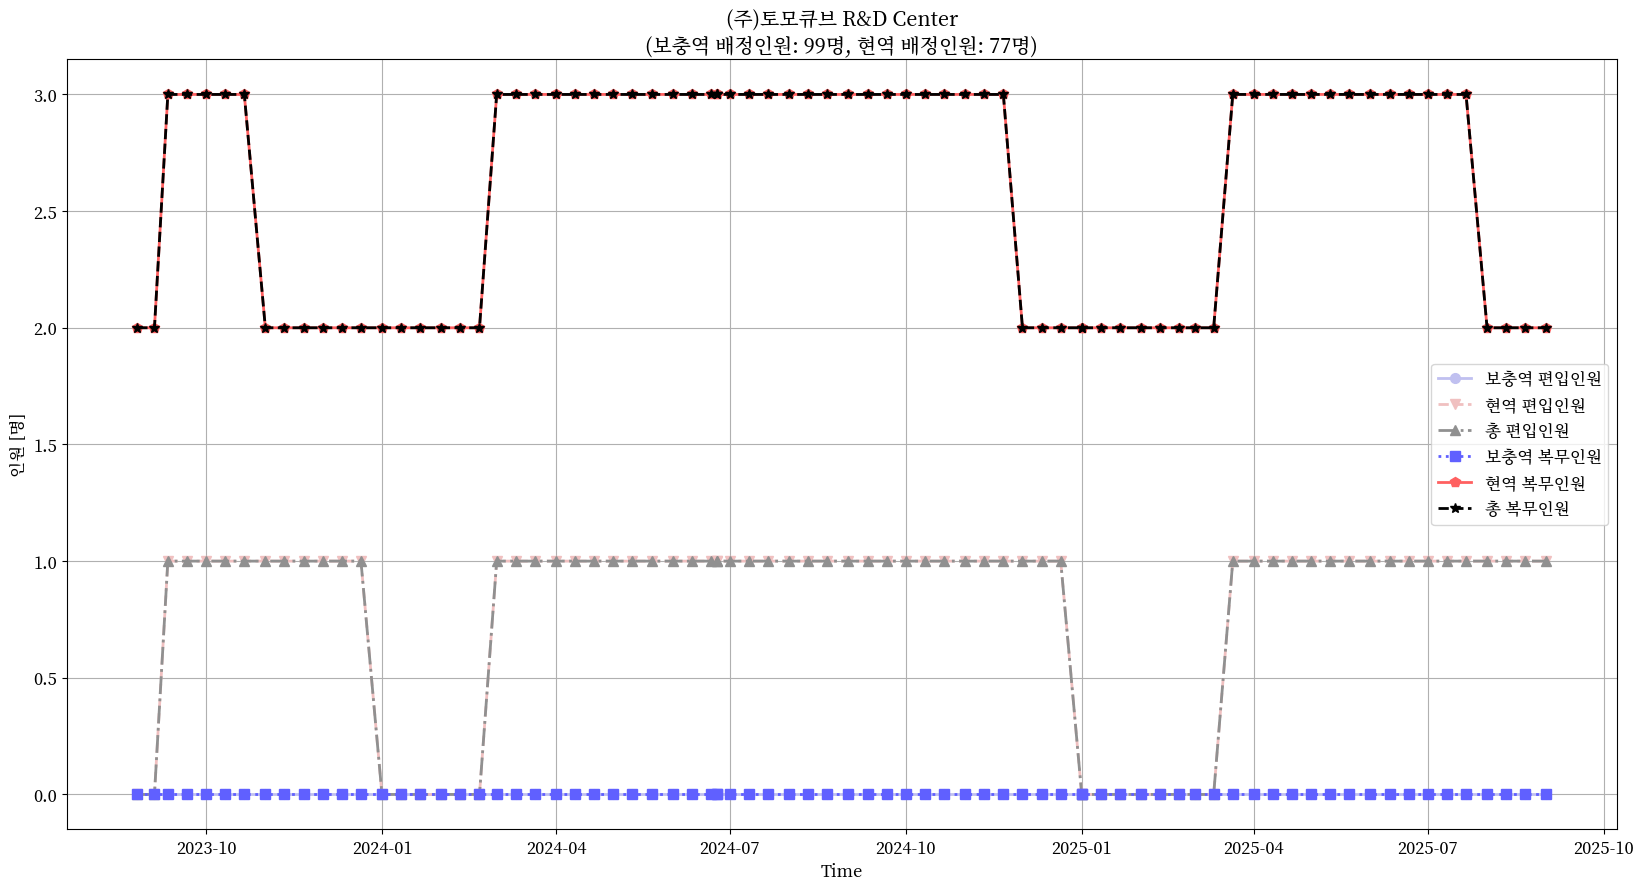 (주)토모큐브 R&D Center
(보충역 배정인원: 99명, 현역 배정인원: 77명)
3.0
2.5
2.0
1.5
1.0
0.5
0.0
인원 [명]
보충역 편입인원
현역 편입인원
총 편입인원
보충역 복무인원
현역 복무인원
총 복무인원
2023-10
2024-01
2024-04
2024-07
2024-10
2025-01
2025-04
2025-07
2025-10
Time